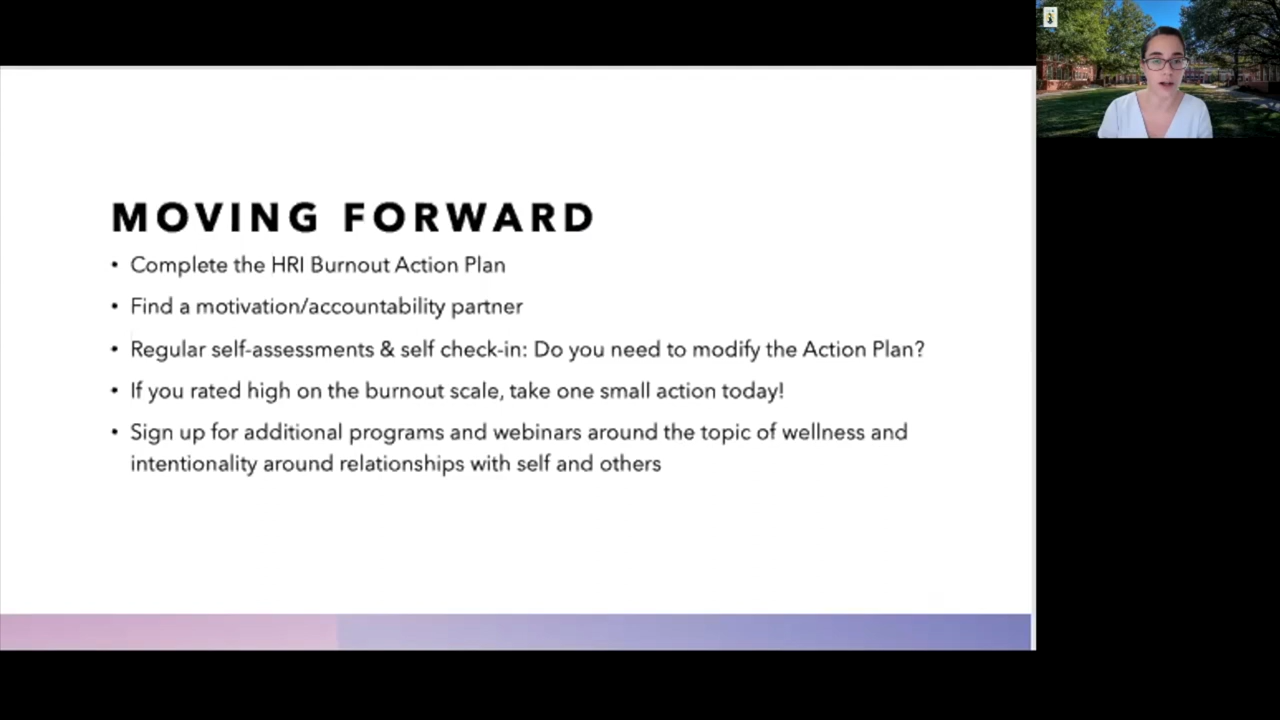 MOVING FORWARD
• Complete the HRI Burnout Action Plan
• Find a motivation/accountability partner
• Regular self-assessments & self check-in: Do you need to modify the Action Plan?
• If you rated high on the burnout scale, take one small action today!
• Sign up for additional programs and webinars around the topic of wellness and
intentionality around relationships with self and others